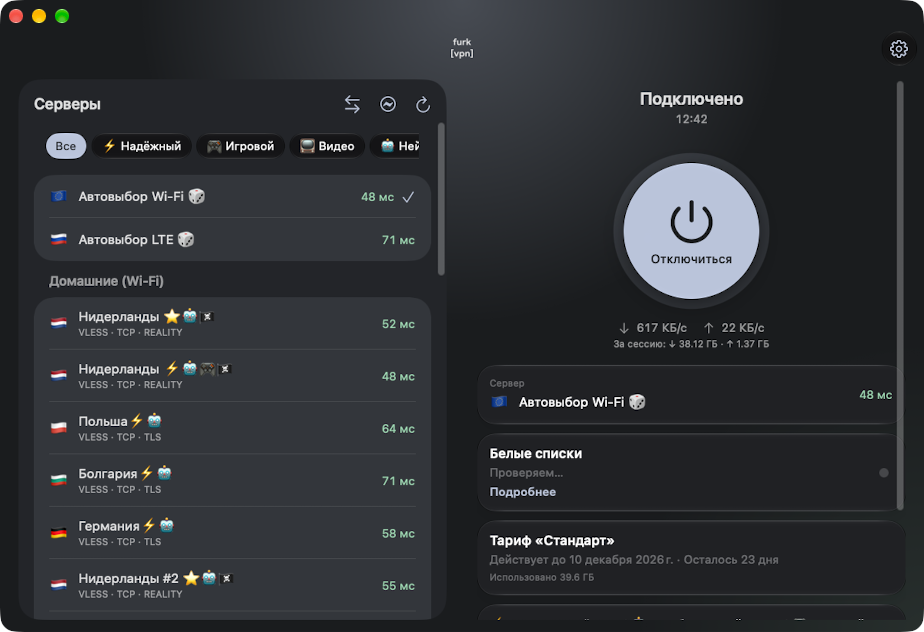 furk
[vpn]
Серверы
Все
⚡ Надёжный
🎮 Игровой
📺 Видео
🤖 Ней
Автовыбор Wi-Fi 🎲
48 мс
Автовыбор LTE 🎲
71 мс
Домашние (Wi-Fi)
Нидерланды ⭐🤖🏴‍☠️
VLESS · TCP · REALITY
52 мс
Нидерланды ⚡🤖🎮🏴‍☠️
VLESS · TCP · REALITY
48 мс
Польша⚡🤖
VLESS · TCP · TLS
64 мс
Болгария⚡🤖
VLESS · TCP · TLS
71 мс
Германия⚡🤖
VLESS · TCP · TLS
58 мс
Нидерланды #2 ⭐🤖🏴‍☠️
VLESS · TCP · REALITY
55 мс
Подключено
12:42
Отключиться
↓ 617 КБ/с ↑ 22 КБ/с
За сессию: ↓ 38.12 ГБ · ↑ 1.37 ГБ
Сервер
Автовыбор Wi-Fi 🎲
48 мс
Белые списки
Проверяем...
Подробнее
Тариф «Стандарт»
Действует до 10 декабря 2026 г. · Осталось 23 дня
Использовано 39.6 ГБ